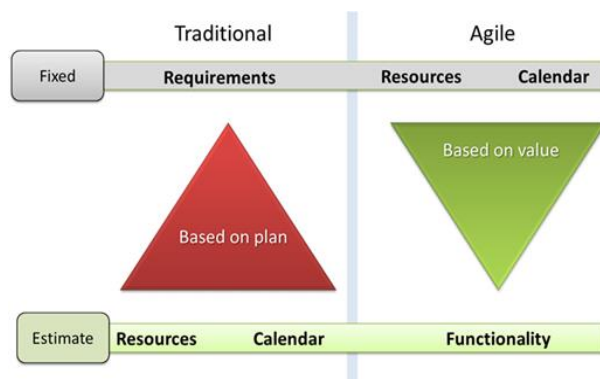 Traditional
Agile
Fixed
Requirements
Resources
Calendar
Based on plan
Based on value
Estimate
Resources
Calendar
Functionality